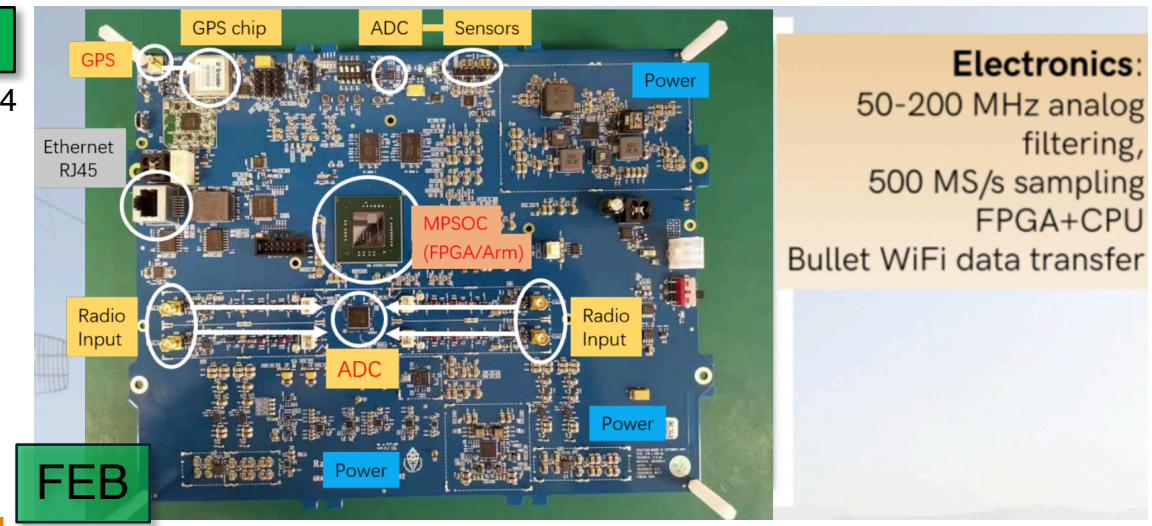 4
GPS chip
ADC
Sensors
GPS
Power
Ethernet
RJ45
MPSOC
(FPGA/Arm)
Radio
Input
Radio
Input
ADC
Power
Power
FEB
Electronics:
50-200 MHz analog
filtering,
500 MS/s sampling
FPGA+CPU
Bullet WiFi data transfer